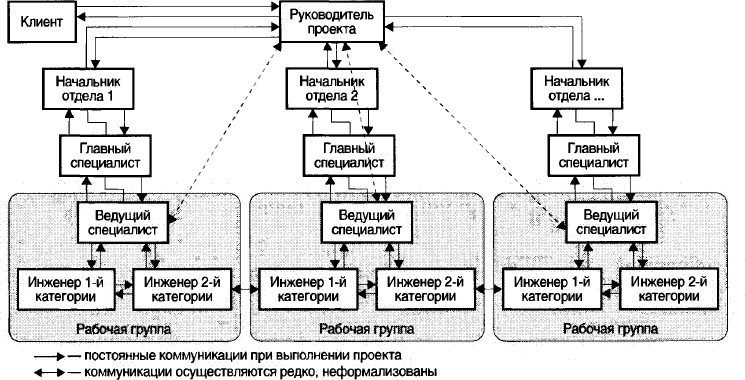 Клиент
Руководитель
проекта
Начальник
отдела 1
Начальник
отдела 2
Начальник
отдела ...
Главный
специалист
Главный
специалист
Главный
специалист
Ведущий
специалист
Ведущий
специалист
Ведущий
специалист
Инженер 1-й
категории
Инженер 2-й
категории
Инженер 1-й
категории
Инженер 2-й
категории
Инженер 1-й
категории
Инженер 2-й
категории
Рабочая группа
Рабочая группа
Рабочая группа
— постоянные коммуникации при выполнении проекта
— коммуникации осуществляются редко, неформализованы